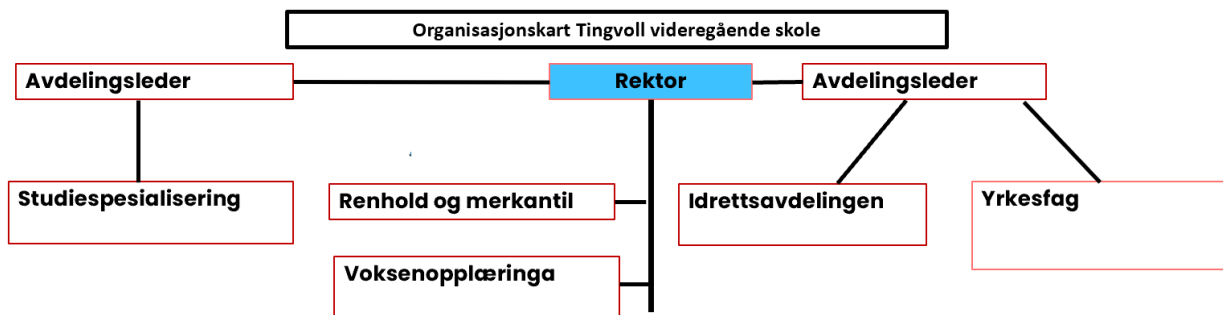 Organisasjonskart Tingvoll videregående skole
Avdelingsleder
Rektor
Avdelingsleder
Studiespesialisering
Renhold og merkantil
Idrettsavdelingen
Yrkesfag
Voksenopplæringa